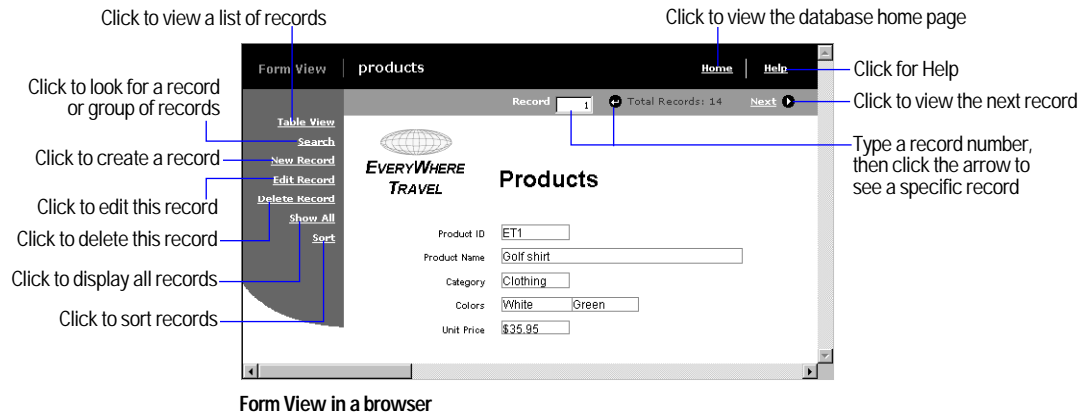 Click to view a list of records
Click to view the database home page
Form View
products
Home
Help
Click for Help
Click to look for a record
or group of records
Record
1
Total Records: 14
Next
Click to view the next record
Table View
Search
Click to create a record
New Record
Type a record number,
then click the arrow to
see a specific record
EVERYWHERE
TRAVEL
Products
Edit Record
Click to edit this record
Delete Record
Click to delete this record
Show All
Sort
Click to display all records
Click to sort records
Product ID
ET1
Product Name
Golf shirt
Category
Clothing
Colors
White
Green
Unit Price
$35.95
Form View in a browser